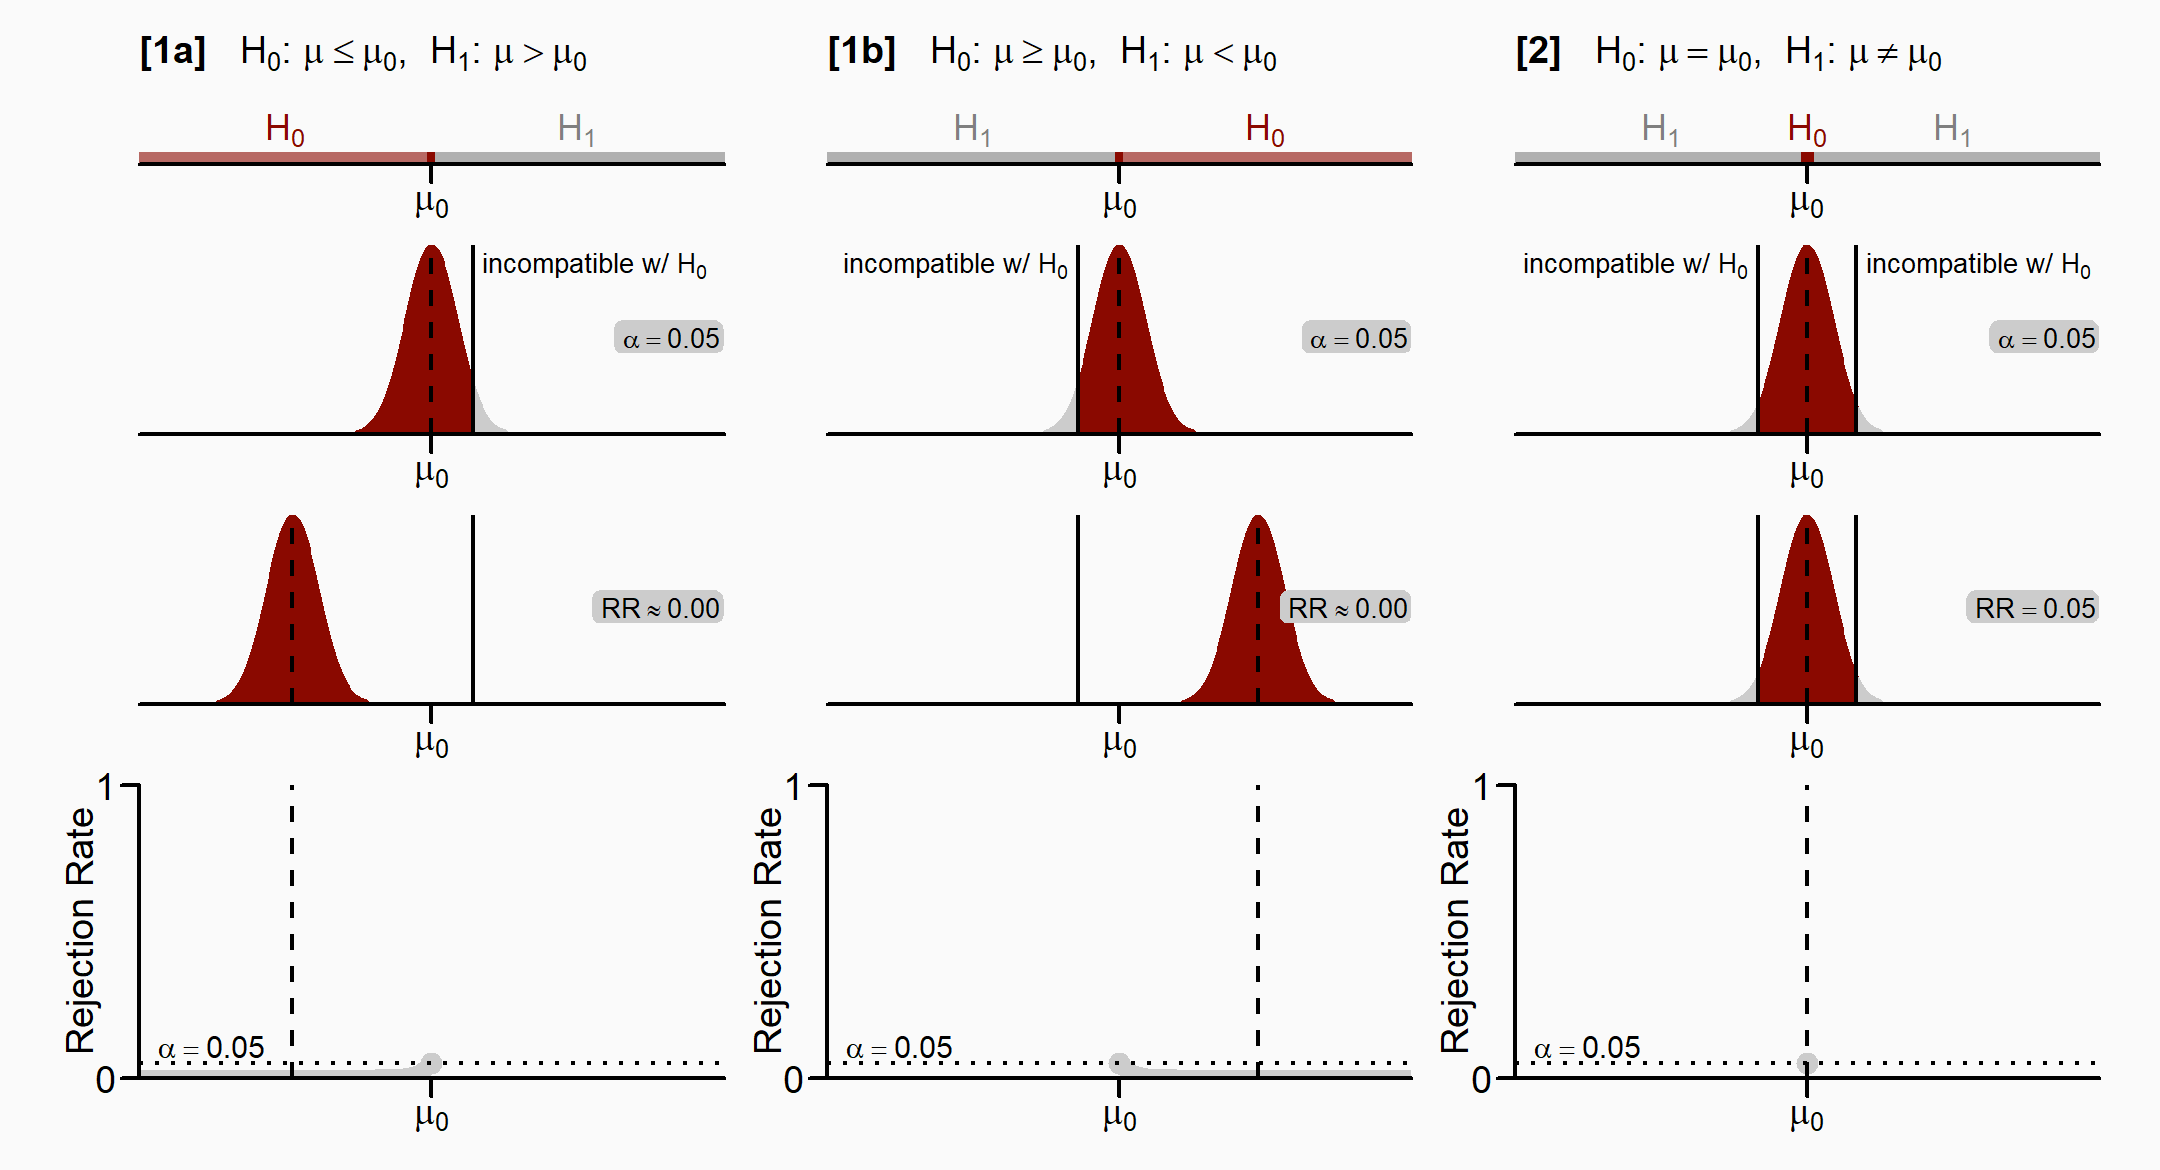 [1a] H₀: μ ≤ μ₀, H₁: μ > μ₀
H₀ H₁
μ₀
incompatible w/ H₀
α = 0.05
μ₀
RR ≈ 0.00
μ₀
1
Rejection Rate
α = 0.05
0
μ₀
[1b] H₀: μ ≥ μ₀, H₁: μ < μ₀
H₁ H₀
μ₀
incompatible w/ H₀
α = 0.05
μ₀
RR ≈ 0.00
μ₀
1
Rejection Rate
α = 0.05
0
μ₀
[2] H₀: μ = μ₀, H₁: μ ≠ μ₀
H₁ H₀ H₁
μ₀
incompatible w/ H₀ incompatible w/ H₀
α = 0.05
μ₀
RR = 0.05
μ₀
1
Rejection Rate
α = 0.05
0
μ₀